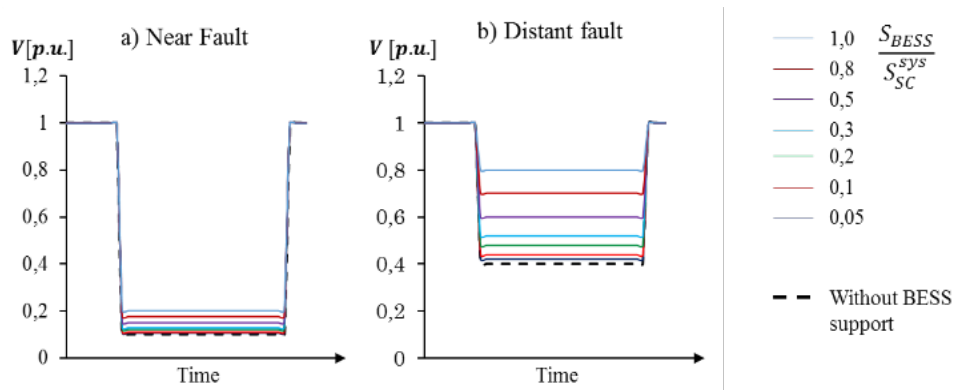 a) Near Fault
V[p.u.]
1,2
1
0,8
0,6
0,4
0,2
0
Time
b) Distant fault
V [p.u.]
1,2
1
0,8
0,6
0,4
0,2
0
Time
S_BESS
S_SC^sys
1,0
0,8
0,5
0,3
0,2
0,1
0,05
Without BESS
support